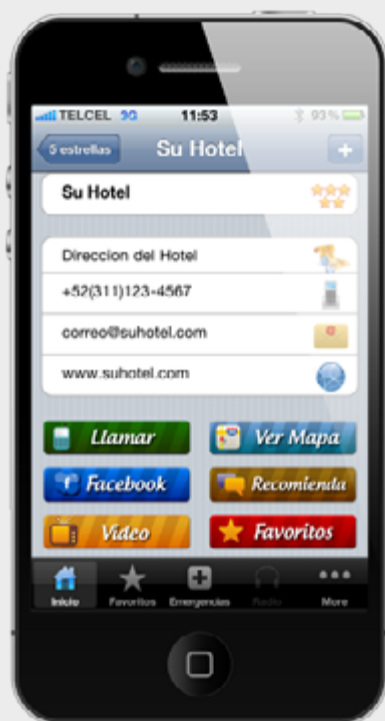 TELCEL 3G 11:53 93%
5 estrellas Su Hotel +
Su Hotel
Direccion del Hotel
+52(311)123-4567
correo@suhotel.com
www.suhotel.com
Llamar Ver Mapa
Facebook Recomienda
Video Favoritos
Inicio Favoritos Emergencias Radio More